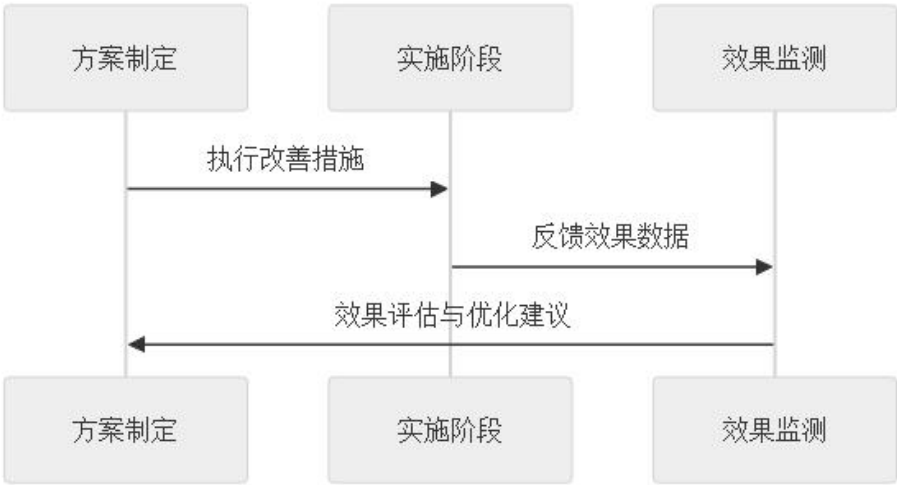 方案制定
实施阶段
效果监测
执行改善措施
反馈效果数据
效果评估与优化建议
方案制定
实施阶段
效果监测